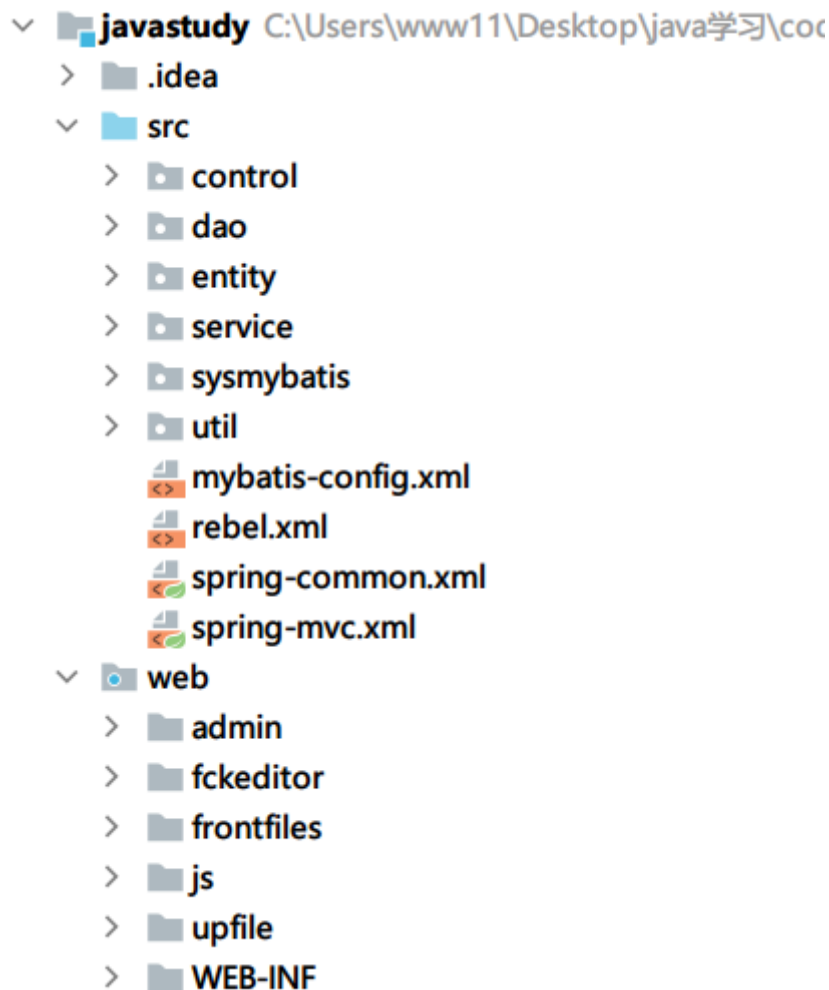 javastudy C:\Users\www11\Desktop\java学习\cod
.idea
src
control
dao
entity
service
sysmybatis
util
mybatis-config.xml
rebel.xml
spring-common.xml
spring-mvc.xml
web
admin
fckeditor
frontfiles
js
upfile
WEB-INF